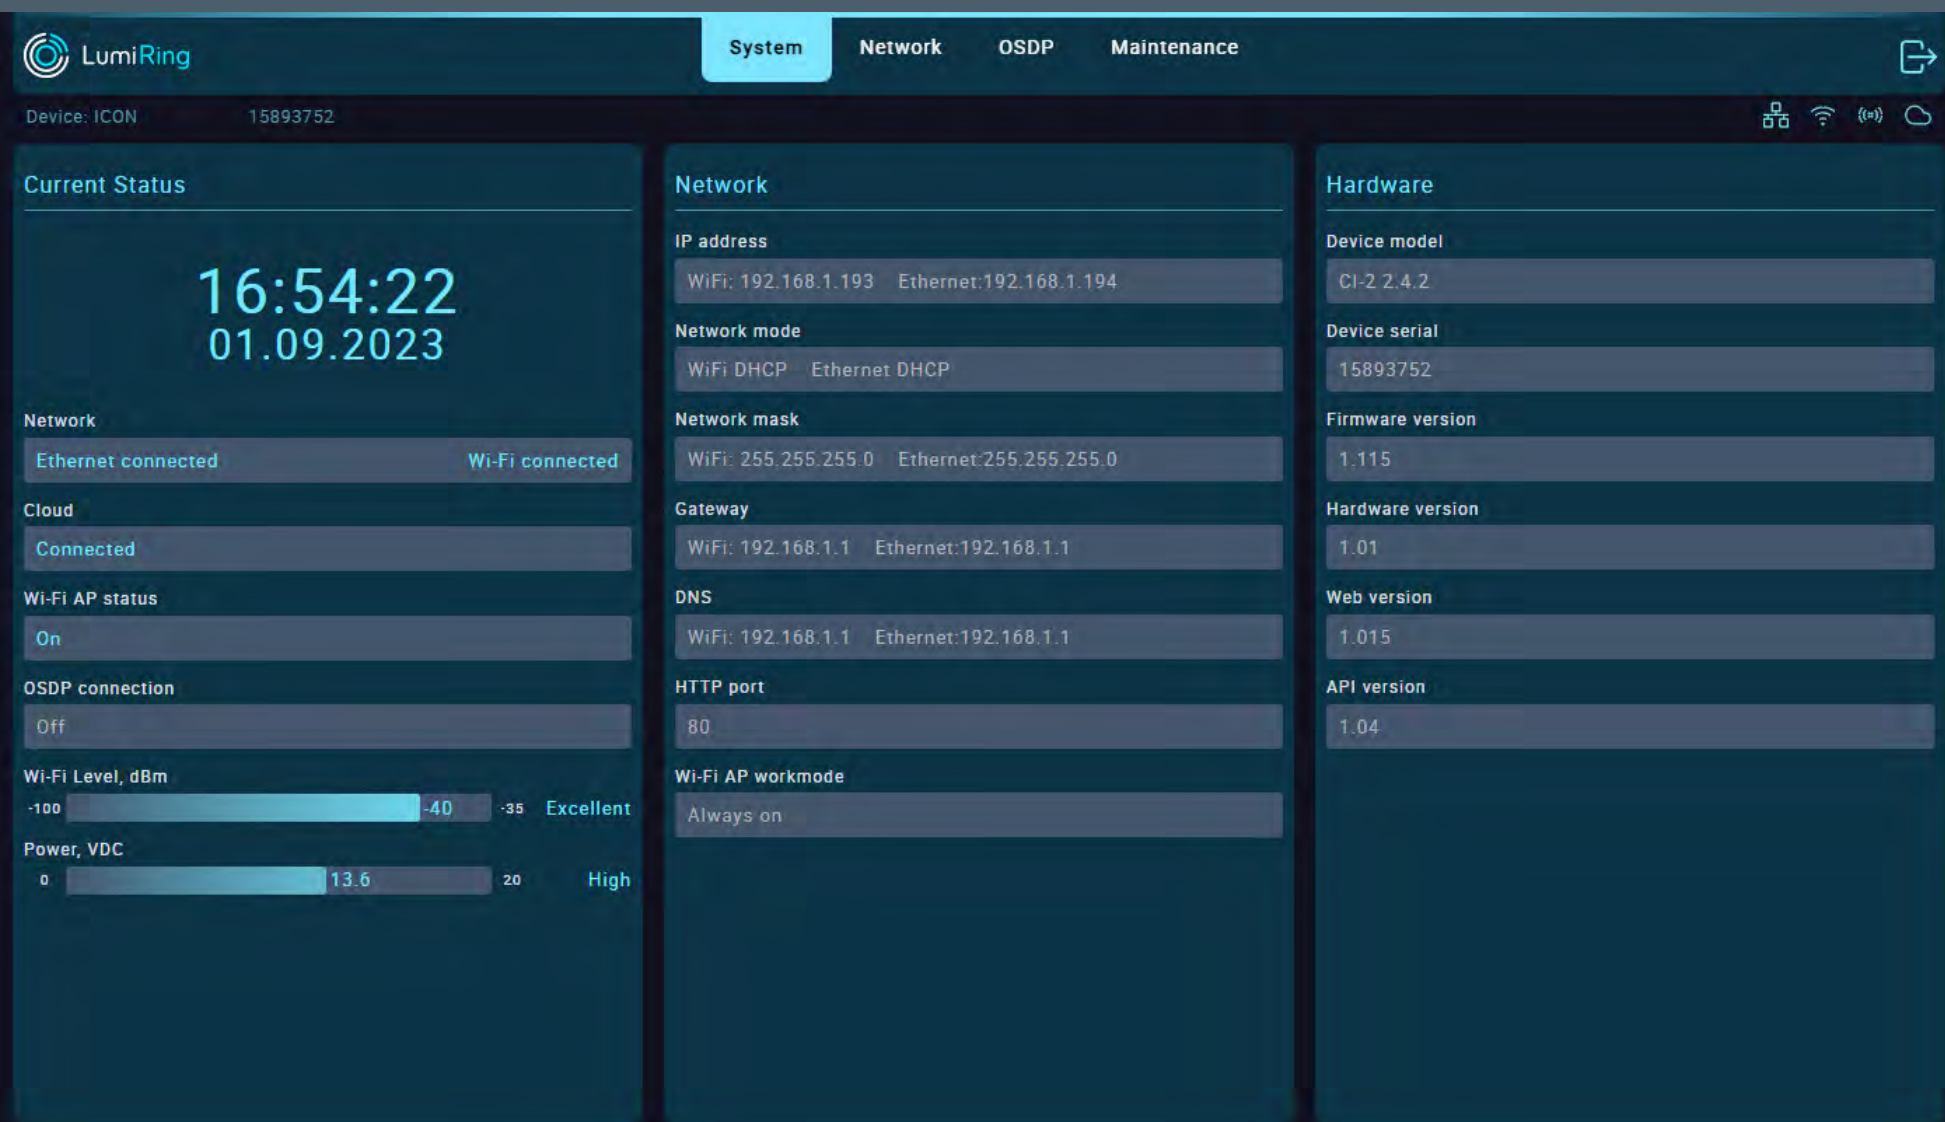 LumiRing
System Network OSDP Maintenance
Device: ICON 15893752
Current Status
16:54:22
01.09.2023
Network
Ethernet connected Wi-Fi connected
Cloud
Connected
Wi-Fi AP status
On
OSDP connection
Off
Wi-Fi Level, dBm
-100 -40 -35 Excellent
Power, VDC
0 13.6 20 High
Network
IP address
WiFi: 192.168.1.193 Ethernet:192.168.1.194
Network mode
WiFi DHCP Ethernet DHCP
Network mask
WiFi: 255.255.255.0 Ethernet:255.255.255.0
Gateway
WiFi: 192.168.1.1 Ethernet:192.168.1.1
DNS
WiFi: 192.168.1.1 Ethernet:192.168.1.1
HTTP port
80
Wi-Fi AP workmode
Always on
Hardware
Device model
CI-2 2.4.2
Device serial
15893752
Firmware version
1.115
Hardware version
1.01
Web version
1.015
API version
1.04